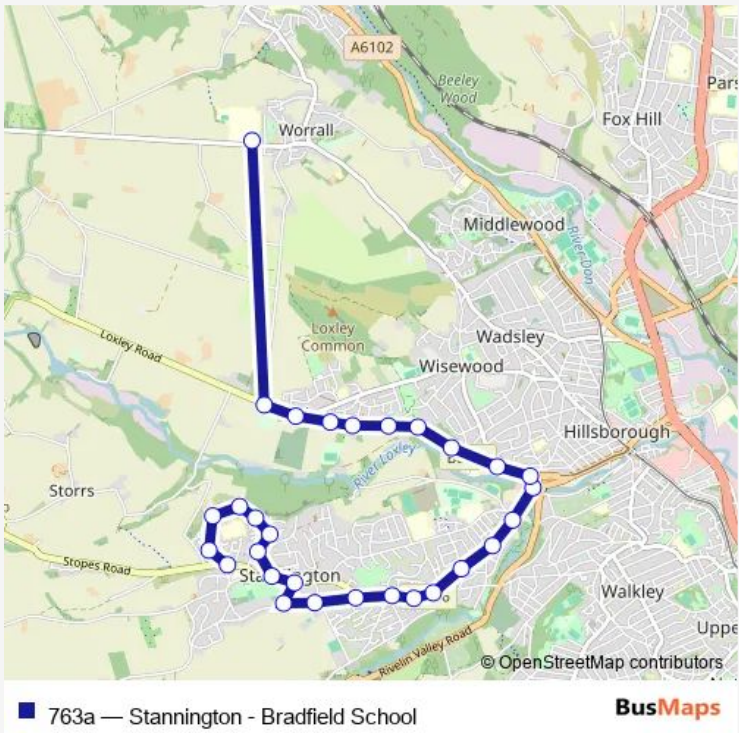 A6102
Beeley
Wood
Pars
Fox Hill
Worrall
Middlewood
River Don
Loxley
Common
Wadsley
Loxley Road
Wisewood
Hillsborough
River Loxley
Storrs
Stopes Road
Walkley
Uppe
Rivelin Valley Road
© OpenStreetMap contributors
763a — Stannington - Bradfield School
BusMaps